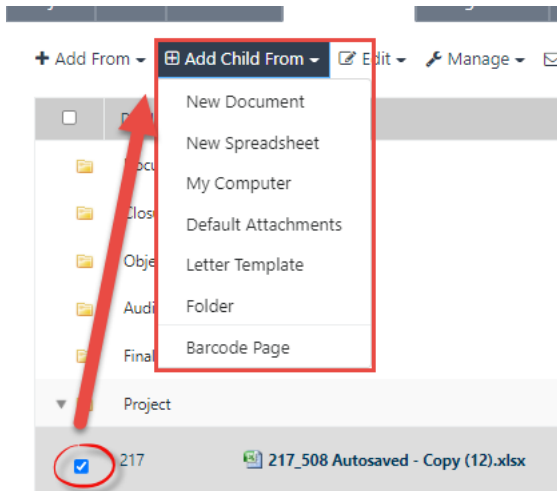 Add From
Add Child From
Edit
Manage
New Document
New Spreadsheet
My Computer
Default Attachments
Letter Template
Folder
Barcode Page
Project
217
217_508 Autosaved - Copy (12).xlsx